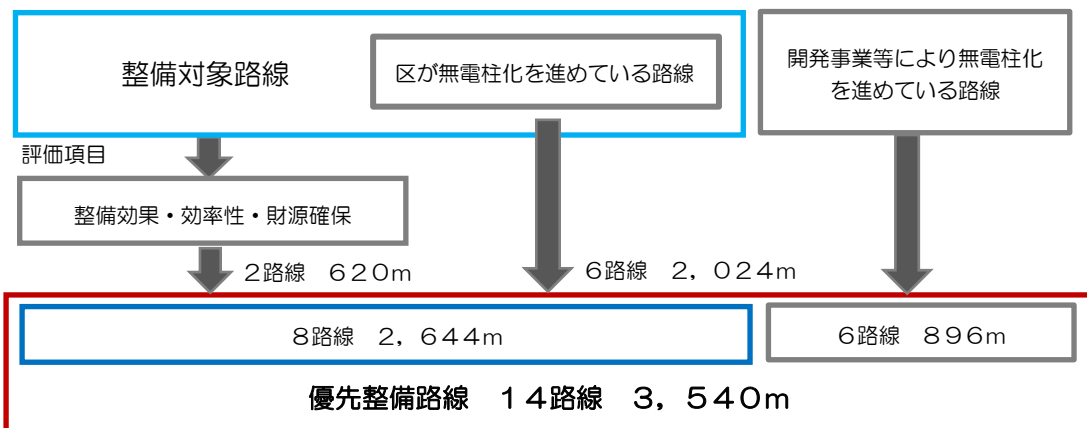 整備対象路線
区が無電柱化を進めている路線
開発事業等により無電柱化
を進めている路線
評価項目
整備効果・効率性・財源確保
2路線　620m
6路線　2，024m
8路線　2，644m
6路線　896m
優先整備路線　14路線　3，540m